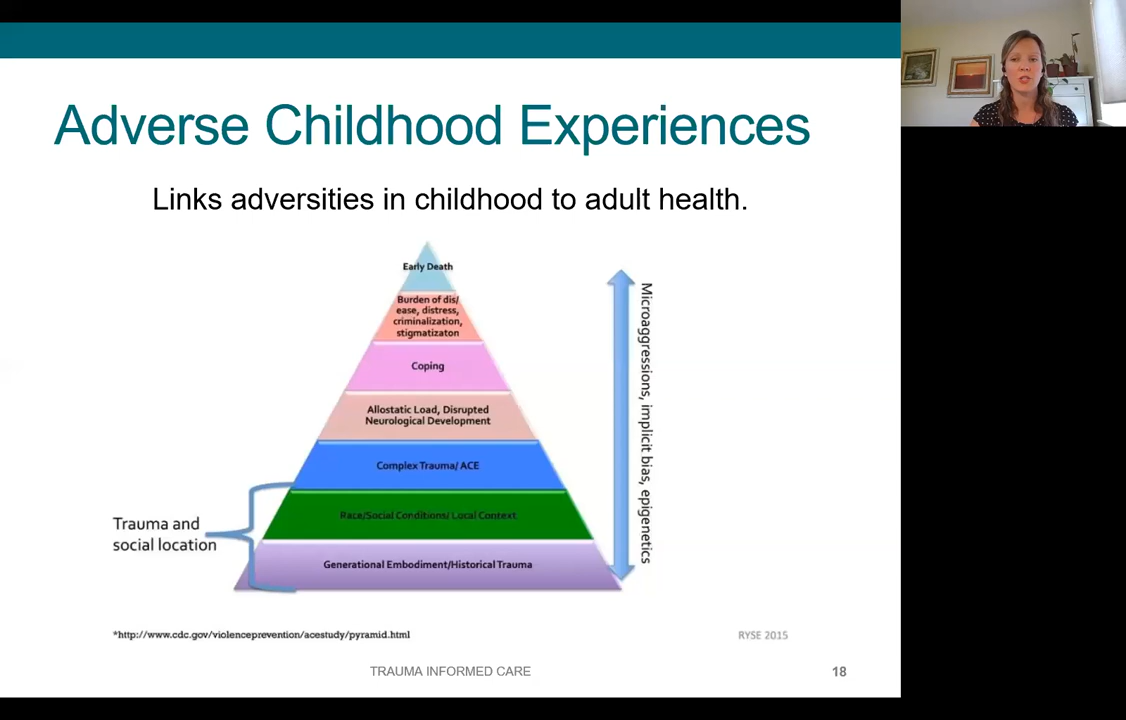 Adverse Childhood Experiences
Links adversities in childhood to adult health.
Early Death
Burden of dis/
ease, distress,
criminalization,
stigmatizaton
Coping
Allostatic Load, Disrupted
Neurological Development
Complex Trauma/ ACE
Race/Social Conditions/ Local Context
Generational Embodiment/Historical Trauma
Trauma and
social location
Microaggressions, implicit bias, epigenetics
*http://www.cdc.gov/violenceprevention/acestudy/pyramid.html
RYSE 2015
TRAUMA INFORMED CARE
18